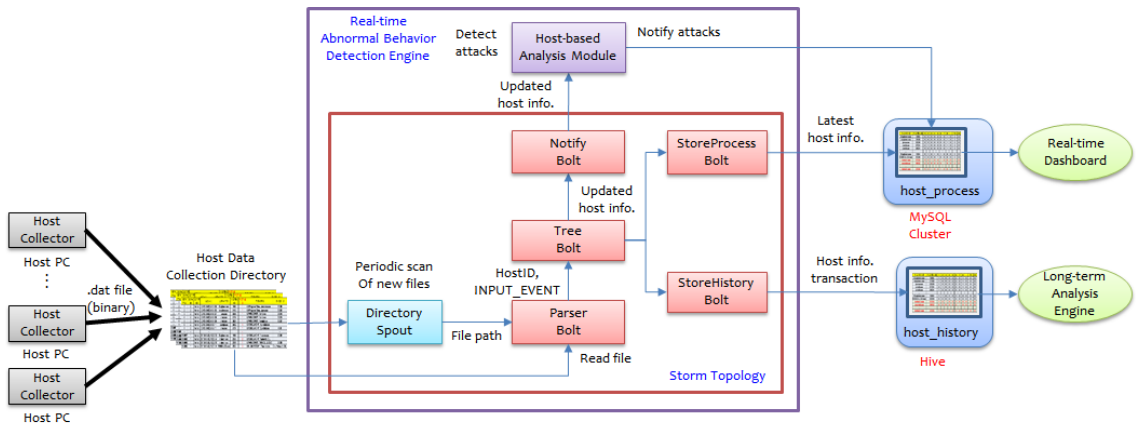 Real-time
Abnormal Behavior
Detection Engine
Detect
attacks
Host-based
Analysis Module
Notify attacks
Updated
host info.
Notify
Bolt
StoreProcess
Bolt
Latest
host info.
host_process
MySQL
Cluster
Real-time
Dashboard
Updated
host info.
Tree
Bolt
Host
Collector
Host PC
⋮
.dat file
(binary)
Host
Collector
Host PC
Host
Collector
Host PC
Host Data
Collection Directory
Periodic scan
Of new files
Directory
Spout
File path
HostID,
INPUT_EVENT
Parser
Bolt
Read file
StoreHistory
Bolt
Host info.
transaction
host_history
Hive
Long-term
Analysis
Engine
Storm Topology